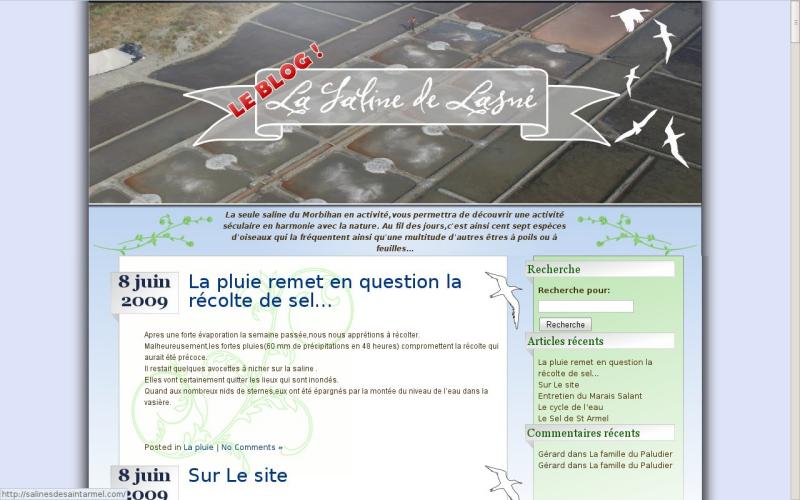 LE BLOG !
La Saline de Lasné
La seule saline du Morbihan en activité,vous permettra de découvrir une activité
séculaire en harmonie avec la nature. Au fil des jours,c'est ainsi cent sept espèces
d'oiseaux qui la fréquentent ainsi qu'une multitude d'autres êtres à poils ou à
feuilles...
8 juin
2009
La pluie remet en question la
récolte de sel…
Apres une forte évaporation la semaine passée,nous nous apprétions à récolter.
Malheureusement,les fortes pluies(60 mm de précipitations en 48 heures) compromettent la récolte qui
aurait été précoce.
Il restait quelques avocettes à nicher sur la saline .
Elles vont certainement quitter les lieux qui sont inondés.
Quand aux nombreux nids de sternes,eux ont été épargnés par la montée du niveau de l'eau dans la
vasière.
Posted in La pluie | No Comments »
8 juin
2009
Sur Le site
Recherche
Recherche pour:
Recherche
Articles récents
La pluie remet en question la
récolte de sel…
Sur Le site
Entretien du Marais Salant
Le cycle de l'eau
Le Sel de St Armel
Commentaires récents
Gérard dans La famille du Paludier
Gérard dans La famille du Paludier
http://salinesdesaintarmel.com/